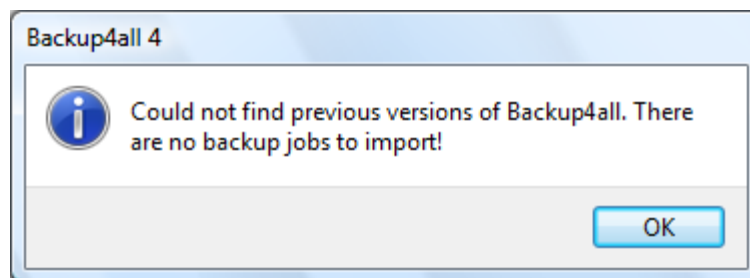 Backup4all 4
Could not find previous versions of Backup4all. There
are no backup jobs to import!
OK